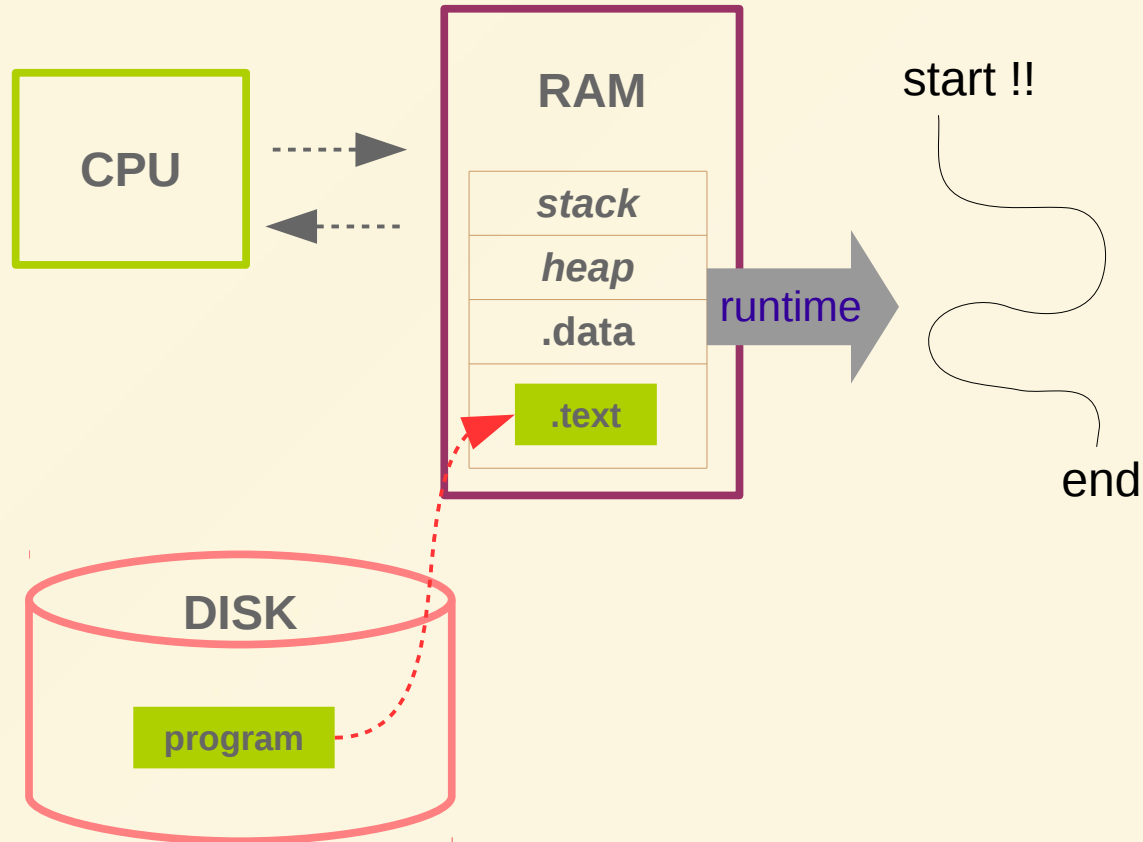 CPU
RAM
stack
heap
.data
.text
runtime
start !!
end
DISK
program